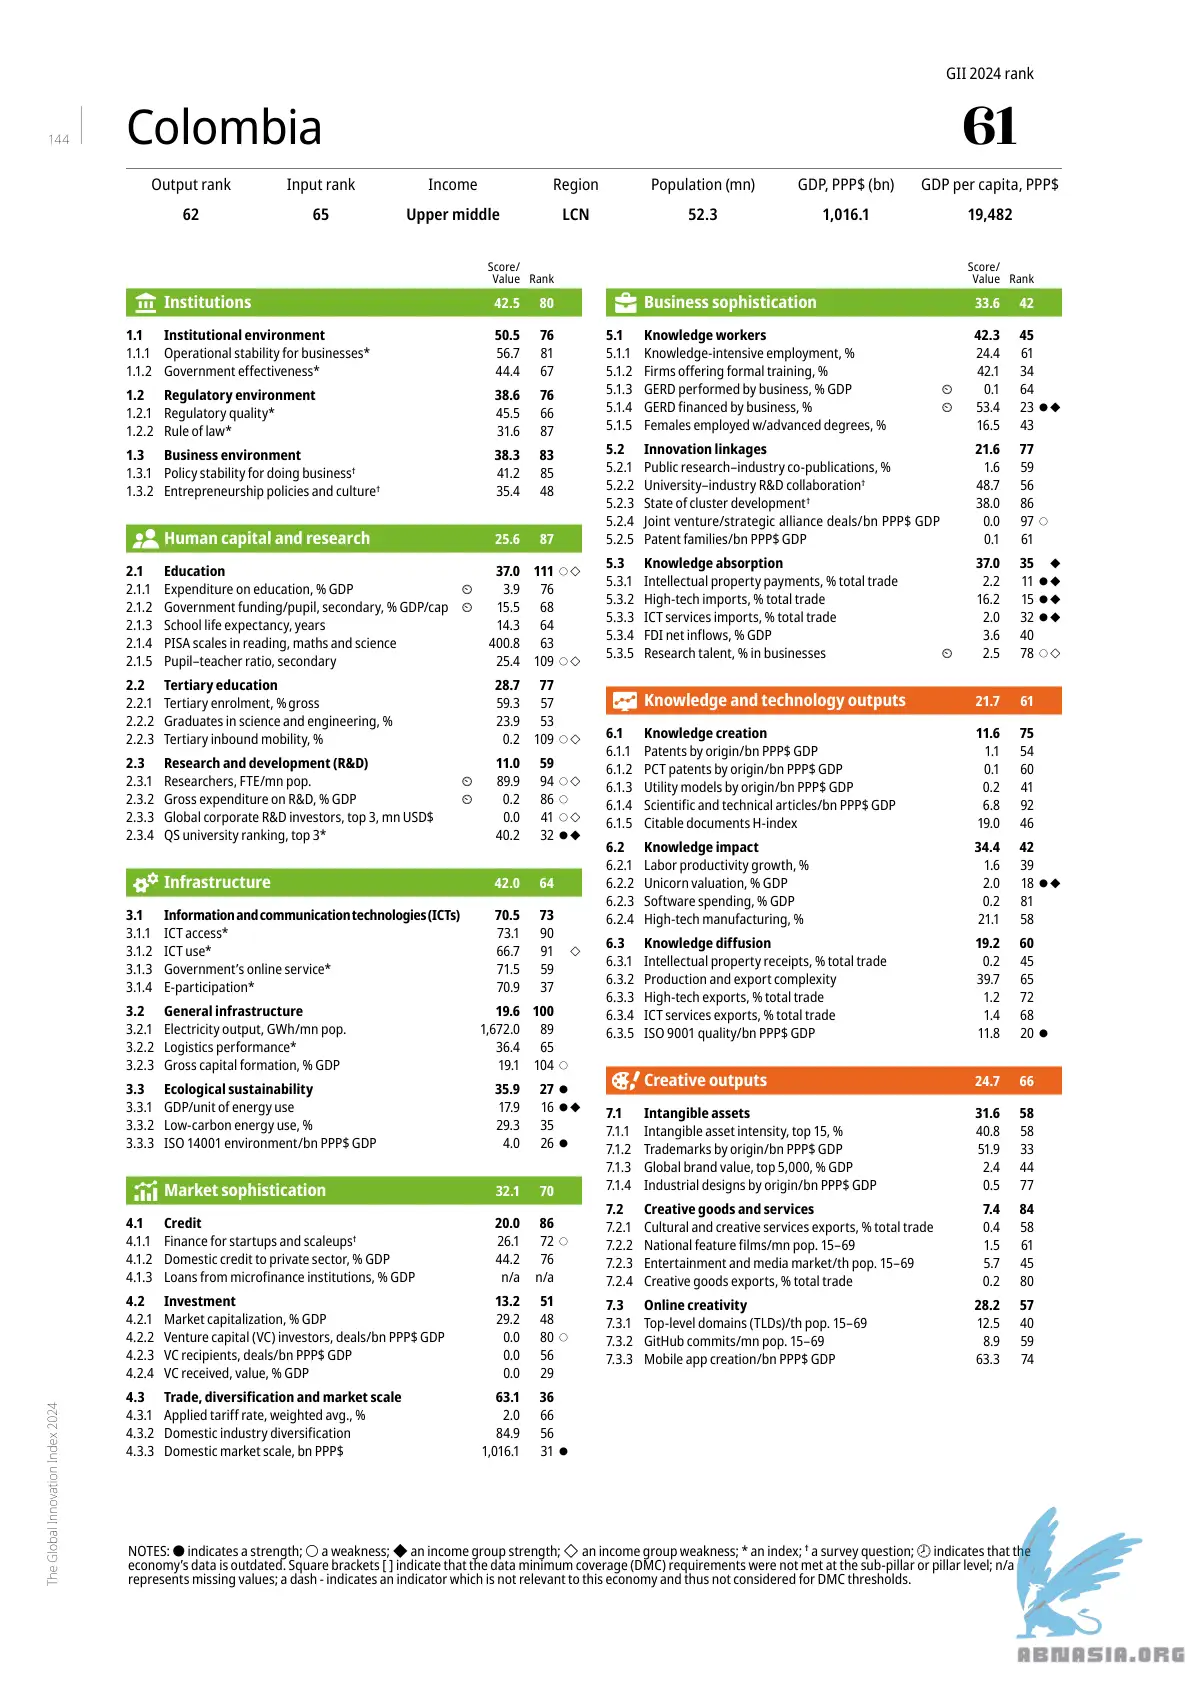 GII 2024 rank
144
Colombia
61
Output rank Input rank Income Region Population (mn) GDP, PPP$ (bn) GDP per capita, PPP$
62 65 Upper middle LCN 52.3 1,016.1 19,482
Score/
Value Rank
Institutions 42.5 80
1.1 Institutional environment 50.5 76
1.1.1 Operational stability for businesses* 56.7 81
1.1.2 Government effectiveness* 44.4 67
1.2 Regulatory environment 38.6 76
1.2.1 Regulatory quality* 45.5 66
1.2.2 Rule of law* 31.6 87
1.3 Business environment 38.3 83
1.3.1 Policy stability for doing business† 41.2 85
1.3.2 Entrepreneurship policies and culture† 35.4 48
Human capital and research 25.6 87
2.1 Education 37.0 111 ○◇
2.1.1 Expenditure on education, % GDP 🕘 3.9 76
2.1.2 Government funding/pupil, secondary, % GDP/cap 🕘 15.5 68
2.1.3 School life expectancy, years 14.3 64
2.1.4 PISA scales in reading, maths and science 400.8 63
2.1.5 Pupil–teacher ratio, secondary 25.4 109 ○◇
2.2 Tertiary education 28.7 77
2.2.1 Tertiary enrolment, % gross 59.3 57
2.2.2 Graduates in science and engineering, % 23.9 53
2.2.3 Tertiary inbound mobility, % 0.2 109 ○◇
2.3 Research and development (R&D) 11.0 59
2.3.1 Researchers, FTE/mn pop. 🕘 89.9 94 ○◇
2.3.2 Gross expenditure on R&D, % GDP 🕘 0.2 86 ○
2.3.3 Global corporate R&D investors, top 3, mn USD$ 0.0 41 ○◇
2.3.4 QS university ranking, top 3* 40.2 32 ●◆
Infrastructure 42.0 64
3.1 Information and communication technologies (ICTs) 70.5 73
3.1.1 ICT access* 73.1 90
3.1.2 ICT use* 66.7 91 ◇
3.1.3 Government's online service* 71.5 59
3.1.4 E-participation* 70.9 37
3.2 General infrastructure 19.6 100
3.2.1 Electricity output, GWh/mn pop. 1,672.0 89
3.2.2 Logistics performance* 36.4 65
3.2.3 Gross capital formation, % GDP 19.1 104 ○
3.3 Ecological sustainability 35.9 27 ●
3.3.1 GDP/unit of energy use 17.9 16 ●◆
3.3.2 Low-carbon energy use, % 29.3 35
3.3.3 ISO 14001 environment/bn PPP$ GDP 4.0 26 ●
Market sophistication 32.1 70
4.1 Credit 20.0 86
4.1.1 Finance for startups and scaleups† 26.1 72 ○
4.1.2 Domestic credit to private sector, % GDP 44.2 76
4.1.3 Loans from microfinance institutions, % GDP n/a n/a
4.2 Investment 13.2 51
4.2.1 Market capitalization, % GDP 29.2 48
4.2.2 Venture capital (VC) investors, deals/bn PPP$ GDP 0.0 80 ○
4.2.3 VC recipients, deals/bn PPP$ GDP 0.0 56
4.2.4 VC received, value, % GDP 0.0 29
4.3 Trade, diversification and market scale 63.1 36
4.3.1 Applied tariff rate, weighted avg., % 2.0 66
4.3.2 Domestic industry diversification 84.9 56
4.3.3 Domestic market scale, bn PPP$ 1,016.1 31 ●
Score/
Value Rank
Business sophistication 33.6 42
5.1 Knowledge workers 42.3 45
5.1.1 Knowledge-intensive employment, % 24.4 61
5.1.2 Firms offering formal training, % 42.1 34
5.1.3 GERD performed by business, % GDP 🕘 0.1 64
5.1.4 GERD financed by business, % 🕘 53.4 23 ●◆
5.1.5 Females employed w/advanced degrees, % 16.5 43
5.2 Innovation linkages 21.6 77
5.2.1 Public research–industry co-publications, % 1.6 59
5.2.2 University–industry R&D collaboration† 48.7 56
5.2.3 State of cluster development† 38.0 86
5.2.4 Joint venture/strategic alliance deals/bn PPP$ GDP 0.0 97 ○
5.2.5 Patent families/bn PPP$ GDP 0.1 61
5.3 Knowledge absorption 37.0 35 ◆
5.3.1 Intellectual property payments, % total trade 2.2 11 ●◆
5.3.2 High-tech imports, % total trade 16.2 15 ●◆
5.3.3 ICT services imports, % total trade 2.0 32 ●◆
5.3.4 FDI net inflows, % GDP 3.6 40
5.3.5 Research talent, % in businesses 🕘 2.5 78 ○◇
Knowledge and technology outputs 21.7 61
6.1 Knowledge creation 11.6 75
6.1.1 Patents by origin/bn PPP$ GDP 1.1 54
6.1.2 PCT patents by origin/bn PPP$ GDP 0.1 60
6.1.3 Utility models by origin/bn PPP$ GDP 0.2 41
6.1.4 Scientific and technical articles/bn PPP$ GDP 6.8 92
6.1.5 Citable documents H-index 19.0 46
6.2 Knowledge impact 34.4 42
6.2.1 Labor productivity growth, % 1.6 39
6.2.2 Unicorn valuation, % GDP 2.0 18 ●◆
6.2.3 Software spending, % GDP 0.2 81
6.2.4 High-tech manufacturing, % 21.1 58
6.3 Knowledge diffusion 19.2 60
6.3.1 Intellectual property receipts, % total trade 0.2 45
6.3.2 Production and export complexity 39.7 65
6.3.3 High-tech exports, % total trade 1.2 72
6.3.4 ICT services exports, % total trade 1.4 68
6.3.5 ISO 9001 quality/bn PPP$ GDP 11.8 20 ●
Creative outputs 24.7 66
7.1 Intangible assets 31.6 58
7.1.1 Intangible asset intensity, top 15, % 40.8 58
7.1.2 Trademarks by origin/bn PPP$ GDP 51.9 33
7.1.3 Global brand value, top 5,000, % GDP 2.4 44
7.1.4 Industrial designs by origin/bn PPP$ GDP 0.5 77
7.2 Creative goods and services 7.4 84
7.2.1 Cultural and creative services exports, % total trade 0.4 58
7.2.2 National feature films/mn pop. 15–69 1.5 61
7.2.3 Entertainment and media market/th pop. 15–69 5.7 45
7.2.4 Creative goods exports, % total trade 0.2 80
7.3 Online creativity 28.2 57
7.3.1 Top-level domains (TLDs)/th pop. 15–69 12.5 40
7.3.2 GitHub commits/mn pop. 15–69 8.9 59
7.3.3 Mobile app creation/bn PPP$ GDP 63.3 74
The Global Innovation Index 2024
NOTES: ● indicates a strength; ○ a weakness; ◆ an income group strength; ◇ an income group weakness; * an index; † a survey question; 🕘 indicates that the
economy's data is outdated. Square brackets [ ] indicate that the data minimum coverage (DMC) requirements were not met at the sub-pillar or pillar level; n/a
represents missing values; a dash - indicates an indicator which is not relevant to this economy and thus not considered for DMC thresholds.
ABNASIA.ORG